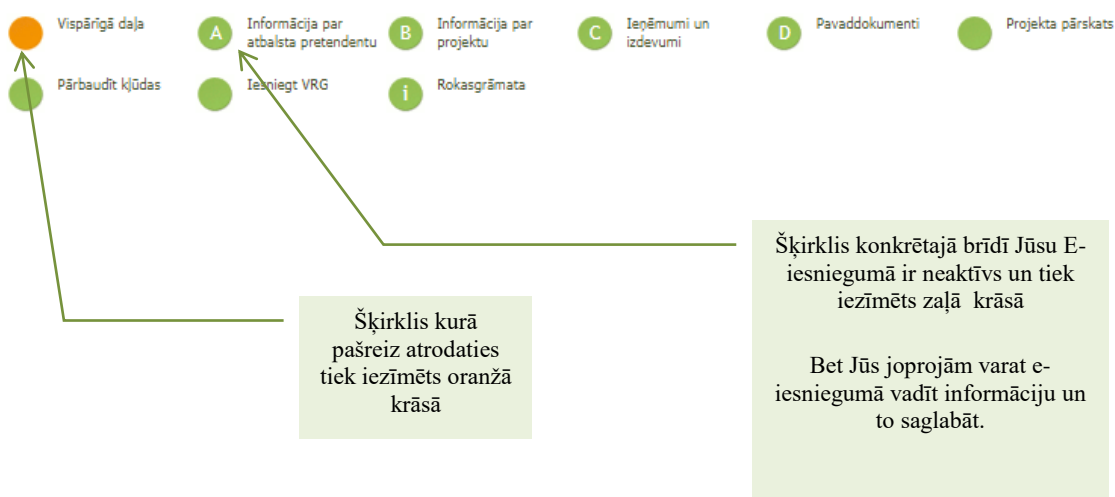 Vispārīgā daļa
A
Informācija par
atbalsta pretendentu
B
Informācija par
projektu
C
Ieņēmumi un
izdevumi
D
Pavaddokumenti
Projekta pārskats
Pārbaudīt kļūdas
Iesniegt VRG
i
Rokasgrāmata
Šķirklis kurā
pašreiz atrodaties
tiek iezīmēts oranžā
krāsā
Šķirklis konkrētajā brīdī Jūsu E-
iesniegumā ir neaktīvs un tiek
iezīmēts zaļā krāsā
Bet Jūs joprojām varat e-
iesniegumā vadīt informāciju un
to saglabāt.